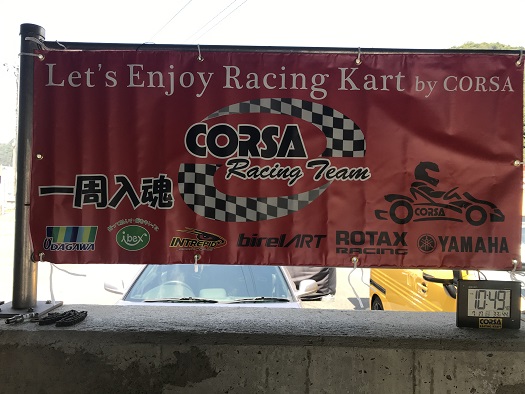 Let's Enjoy Racing Kart by CORSA
CORSA
Racing Team
一周入魂
CORSA
UDAGAWA
ibex
INTREPID
birelART
ROTAX
RACING
YAMAHA
10:49
CORSA